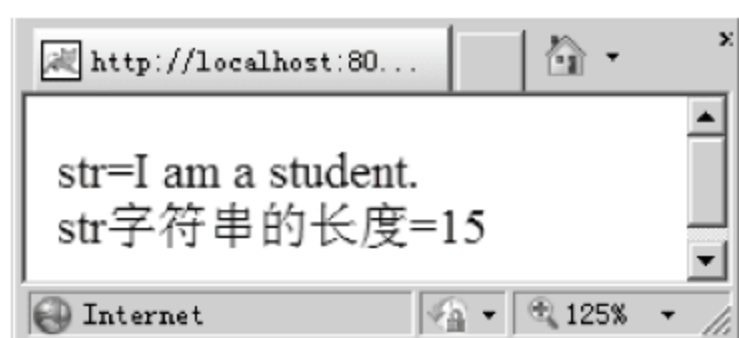 http://localhost:80...
str=I am a student.
str字符串的长度=15
Internet
125%